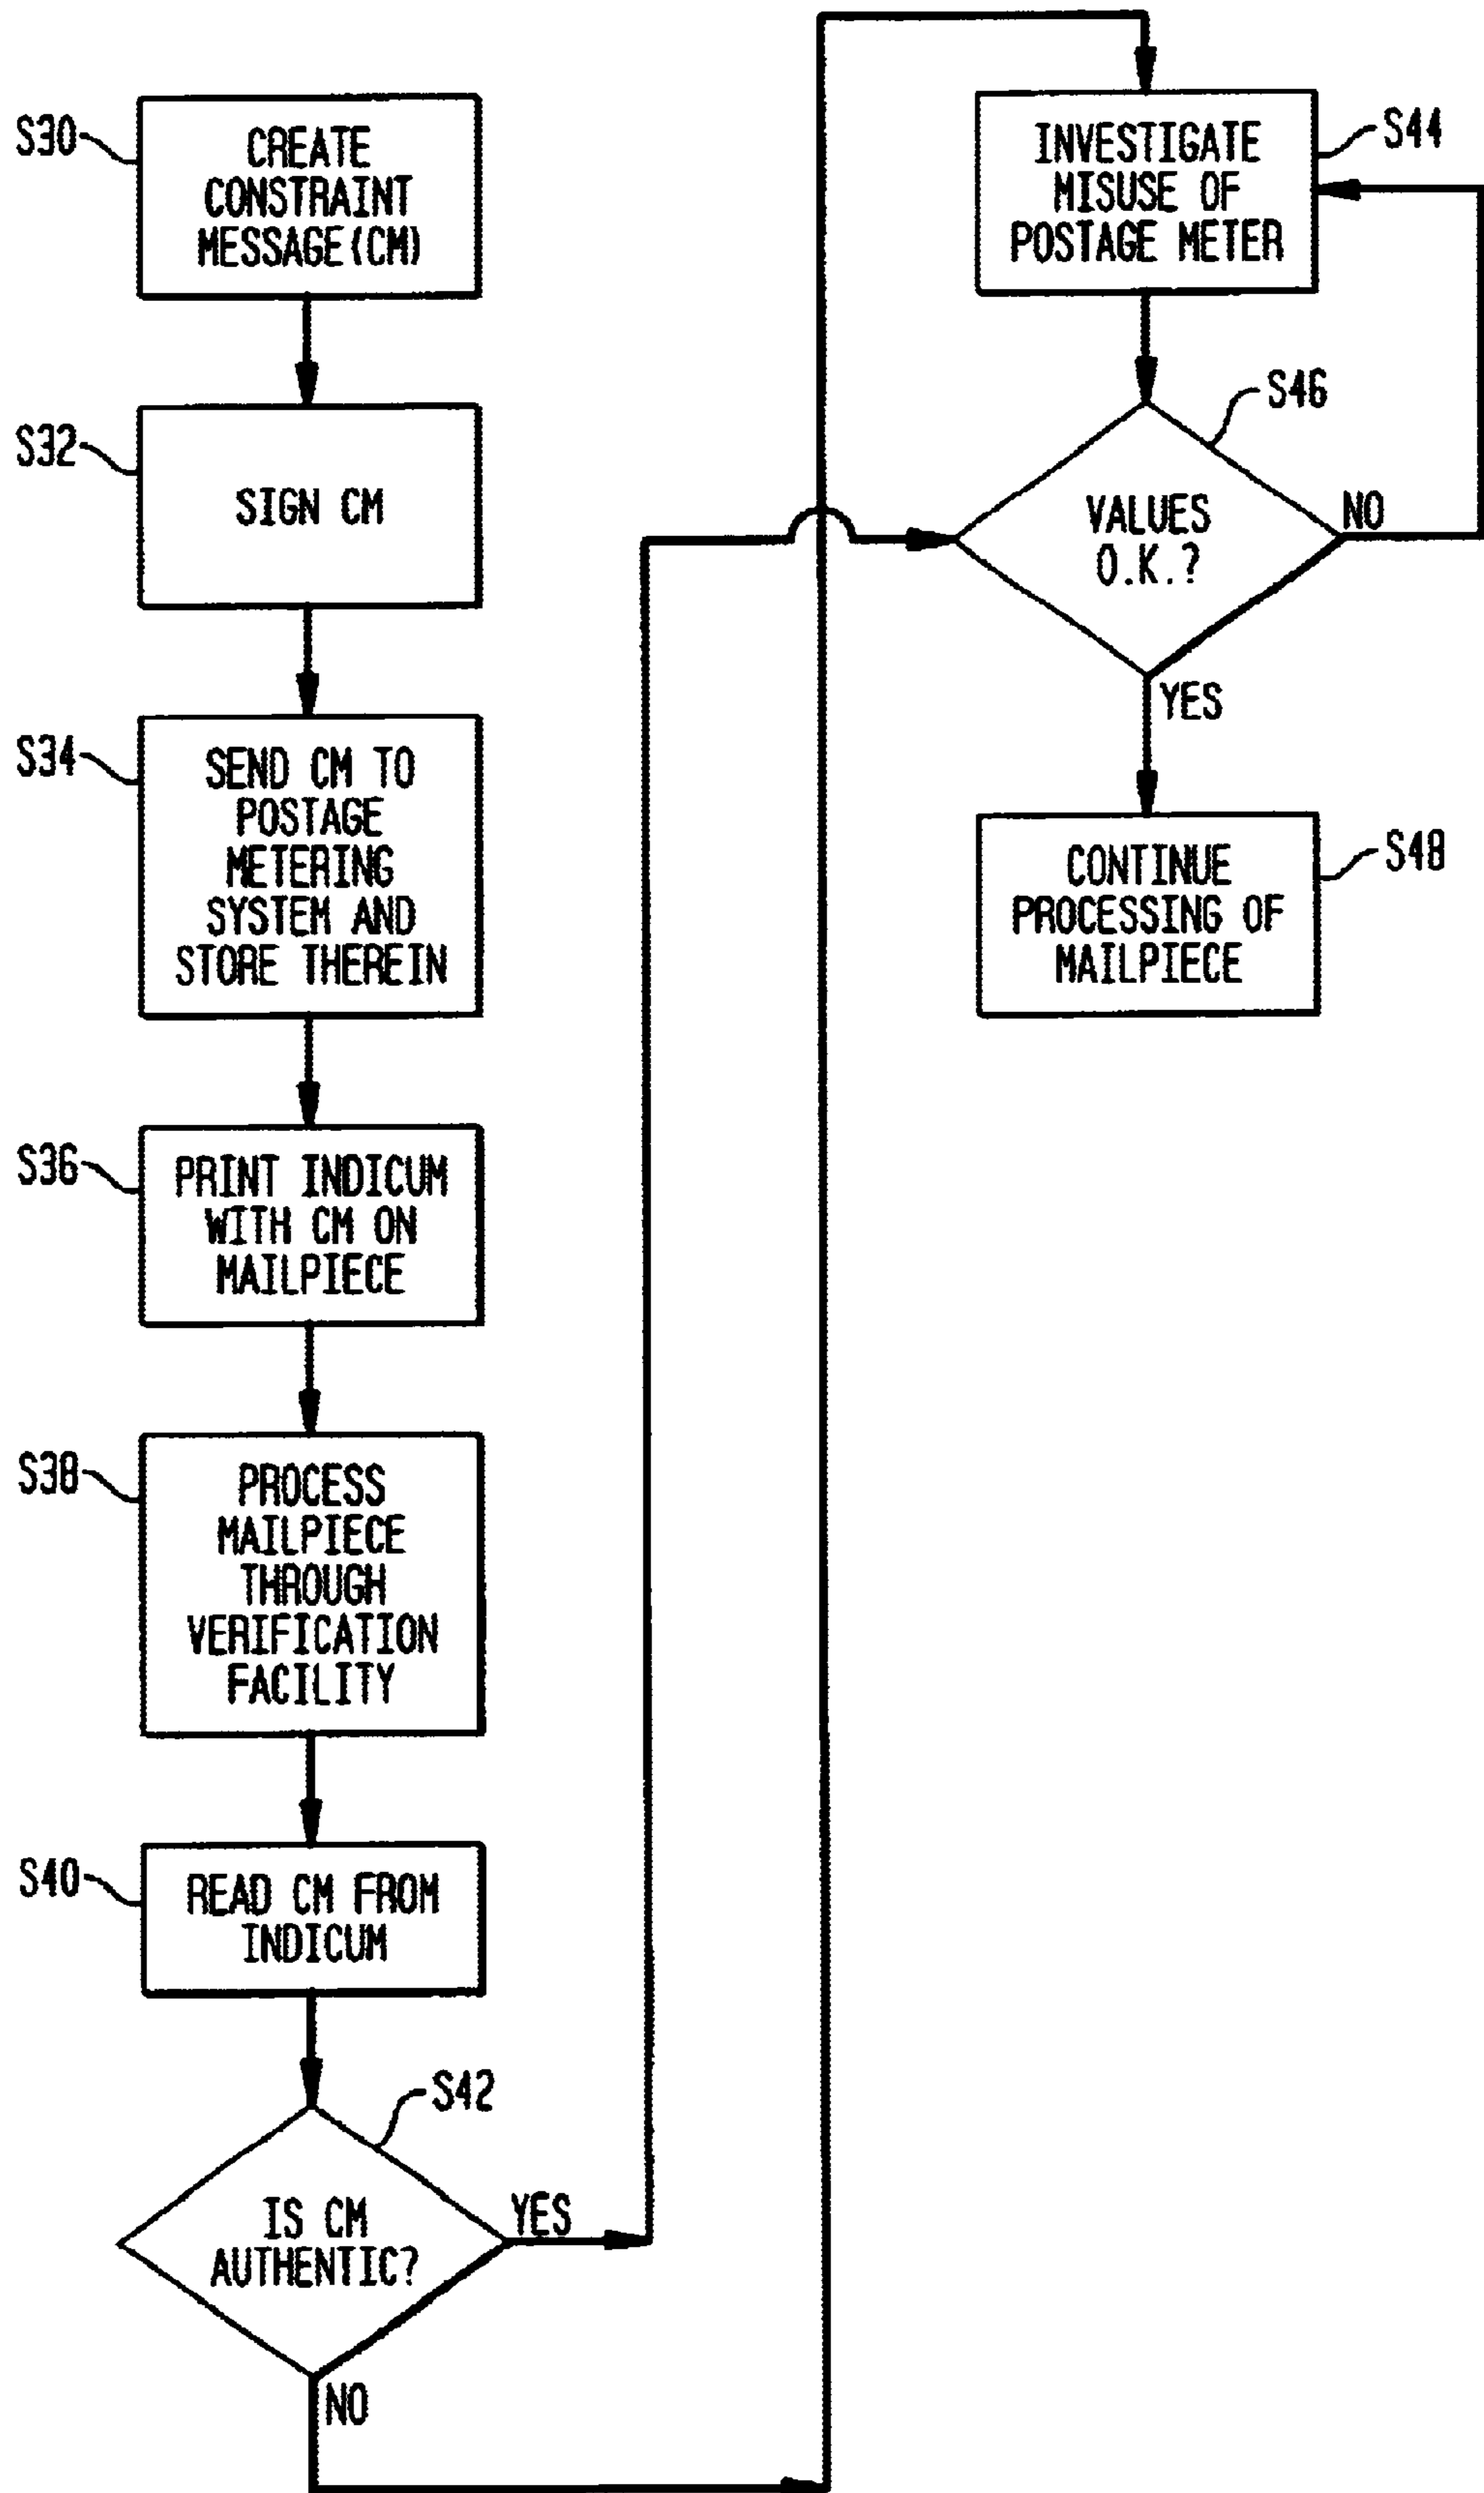 S30
CREATE
CONSTRAINT
MESSAGE(CM)
S32
SIGN CM
S34
SEND CM TO
POSTAGE
METERING
SYSTEM AND
STORE THEREIN
S36
PRINT INDICUM
WITH CM ON
MAILPIECE
S38
PROCESS
MAILPIECE
THROUGH
VERIFICATION
FACILITY
S40
READ CM FROM
INDICUM
S42
IS CM
AUTHENTIC?
YES
NO
S44
INVESTIGATE
MISUSE OF
POSTAGE METER
S46
VALUES
O.K.?
NO
YES
S48
CONTINUE
PROCESSING OF
MAILPIECE